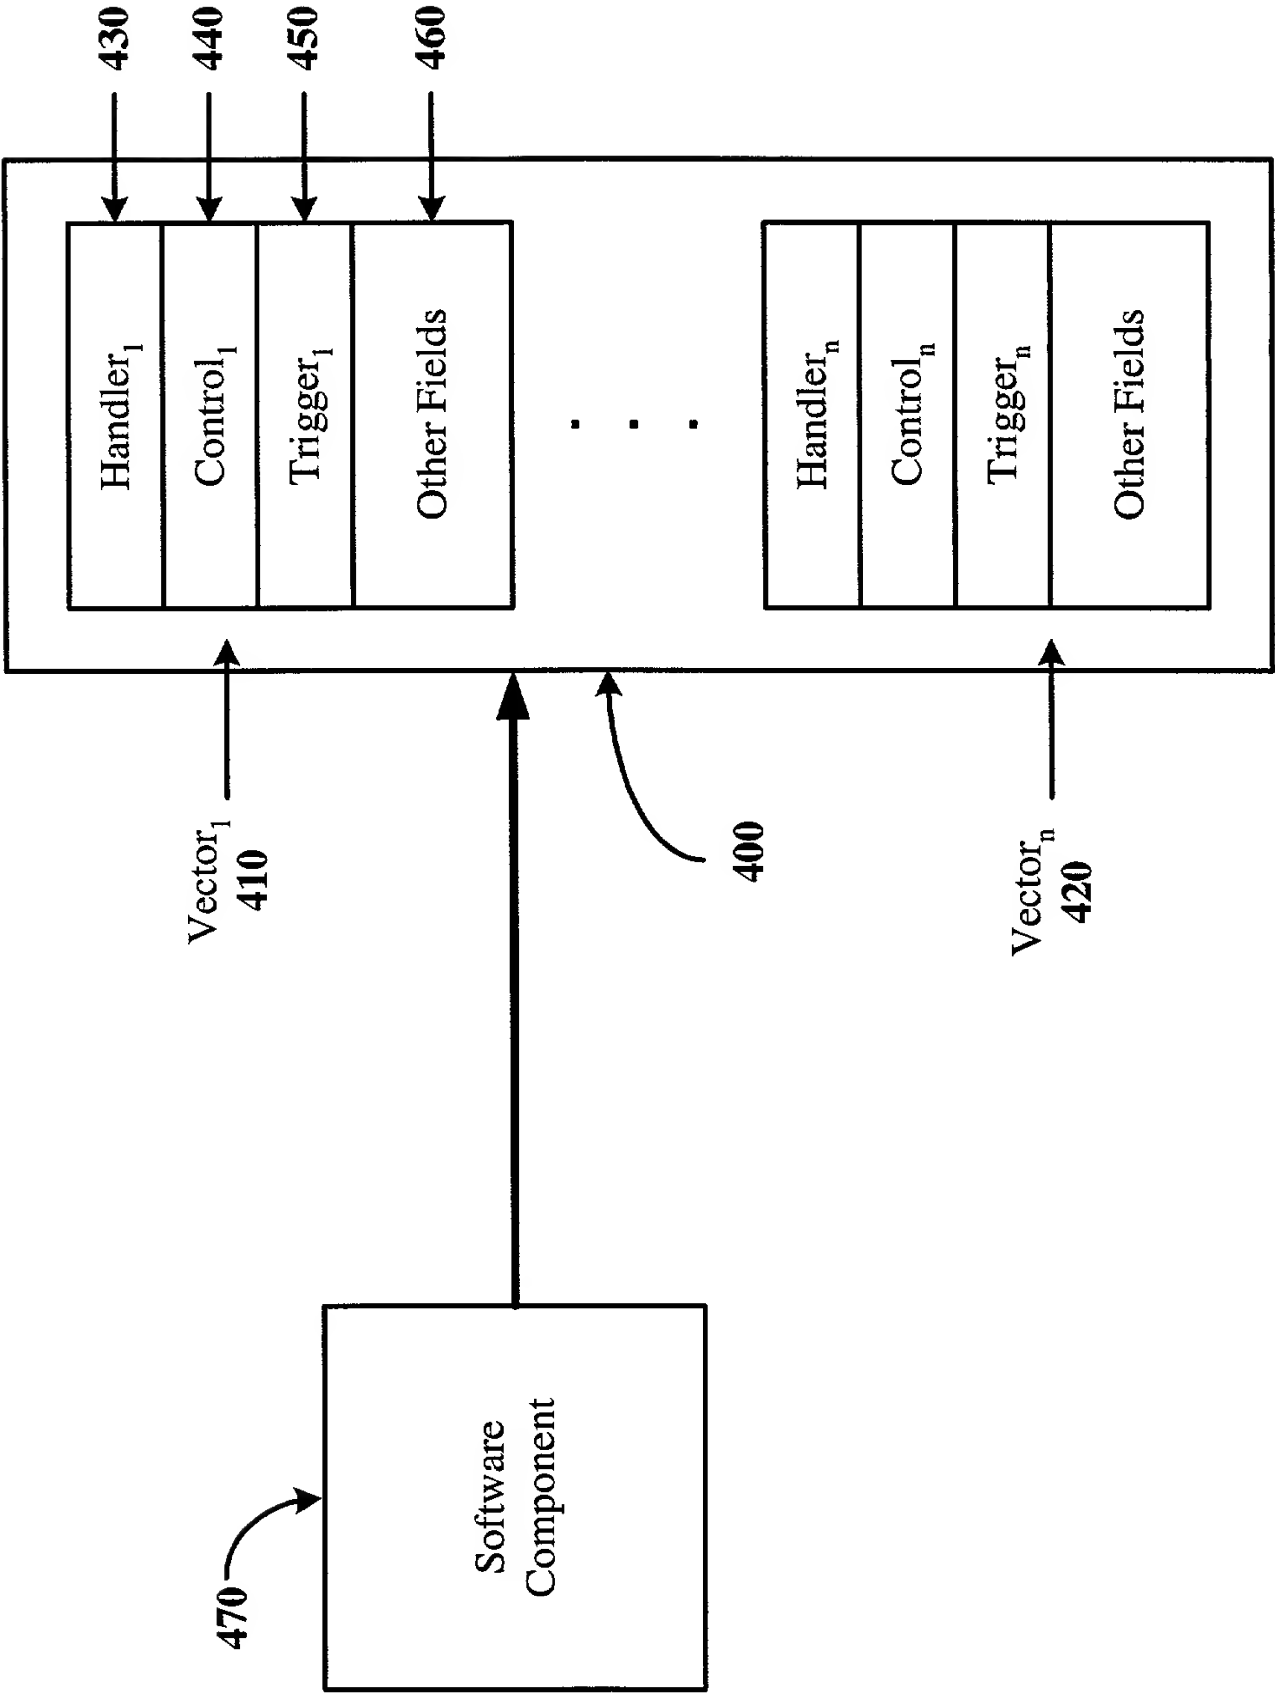 430
440
450
460
Handler₁
Control₁
Trigger₁
Other Fields
Vector₁
410
. . .
400
Handlerₙ
Controlₙ
Triggerₙ
Other Fields
Vectorₙ
420
470
Software
Component